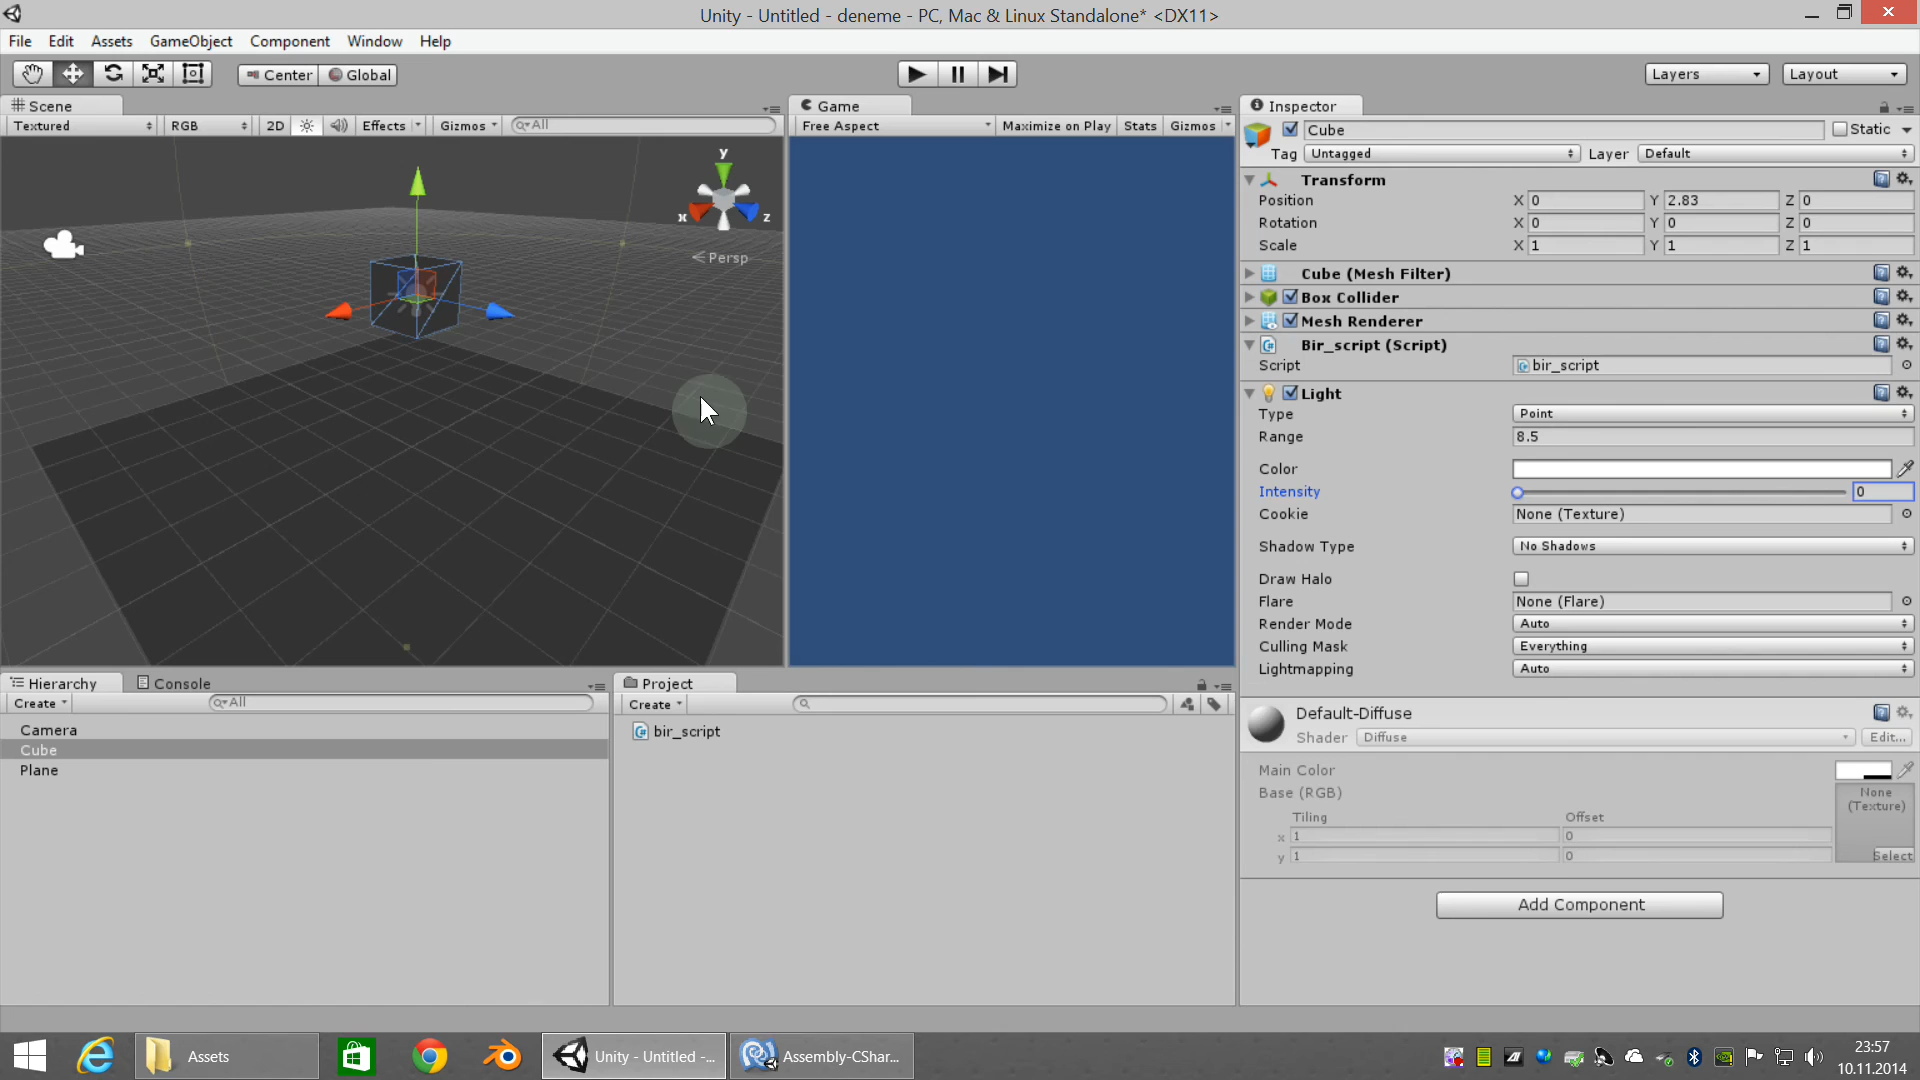 Unity - Untitled - deneme - PC, Mac & Linux Standalone* <DX11>
File Edit Assets GameObject Component Window Help
Center Global
Layers Layout
Scene
Textured RGB 2D Effects Gizmos All
y
x z
Persp
Game
Free Aspect Maximize on Play Stats Gizmos
Inspector
Cube Static
Tag Untagged Layer Default
Transform
Position X 0 Y 2.83 Z 0
Rotation X 0 Y 0 Z 0
Scale X 1 Y 1 Z 1
Cube (Mesh Filter)
Box Collider
Mesh Renderer
Bir_script (Script)
Script bir_script
Light
Type Point
Range 8.5
Color
Intensity 0
Cookie None (Texture)
Shadow Type No Shadows
Draw Halo
Flare None (Flare)
Render Mode Auto
Culling Mask Everything
Lightmapping Auto
Default-Diffuse
Shader Diffuse Edit...
Main Color
Base (RGB) None
(Texture)
Tiling Offset
x 1 0
y 1 0
Select
Add Component
Hierarchy Console
Create All
Camera
Cube
Plane
Project
Create
bir_script
Assets
Unity - Untitled -...
Assembly-CShar...
23:57
10.11.2014